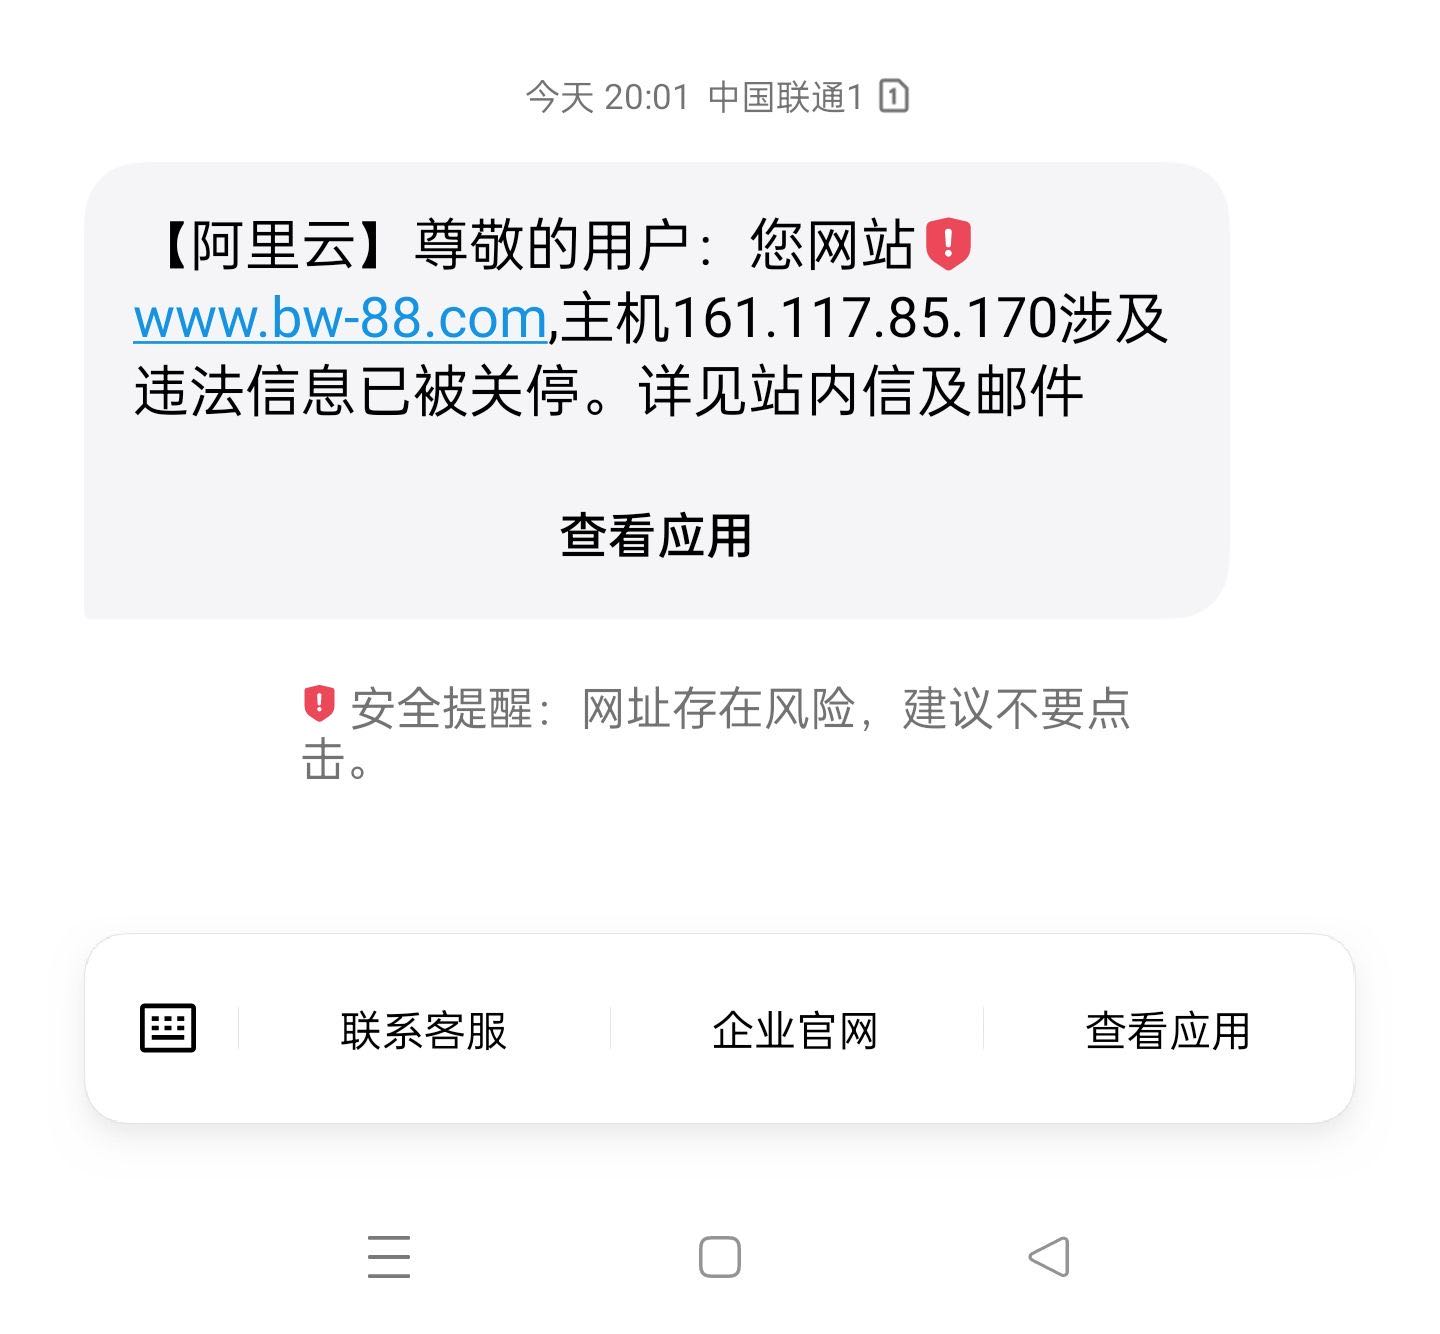 今天 20:01 中国联通1 1
【阿里云】尊敬的用户：您网站
www.bw-88.com,主机161.117.85.170涉及
违法信息已被关停。详见站内信及邮件
查看应用
安全提醒：网址存在风险，建议不要点
击。
联系客服 企业官网 查看应用